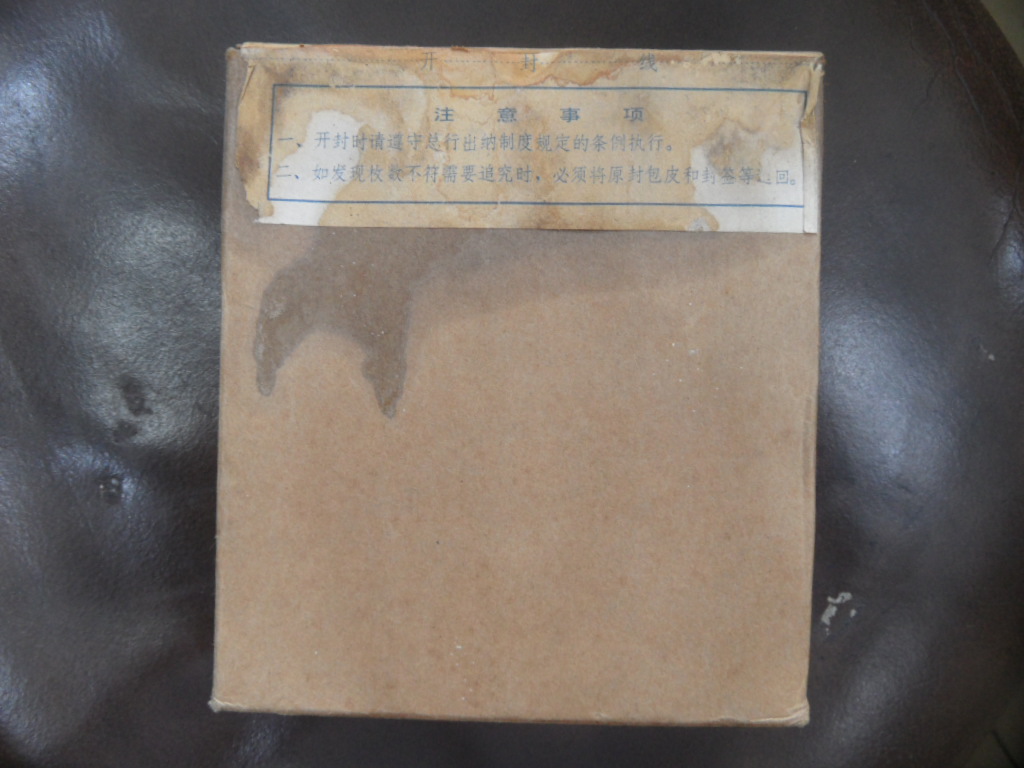 开封线
注意事项
一、开封时请遵守总行出纳制度规定的条例执行。
二、如发现枚数不符需要追究时，必须将原封包皮和封签等退回。